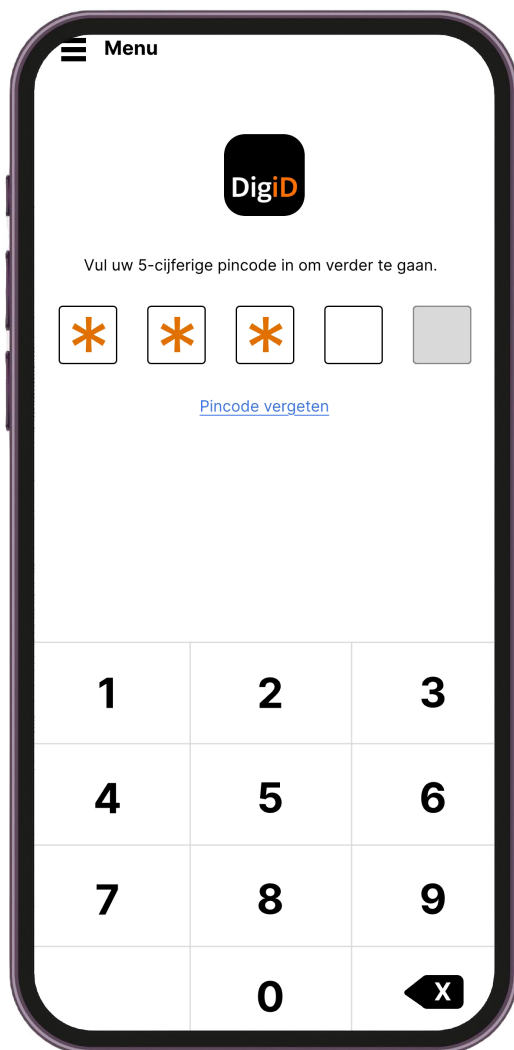 Menu
DigiD
Vul uw 5-cijferige pincode in om verder te gaan.
* * *
Pincode vergeten
1 2 3
4 5 6
7 8 9
0 X